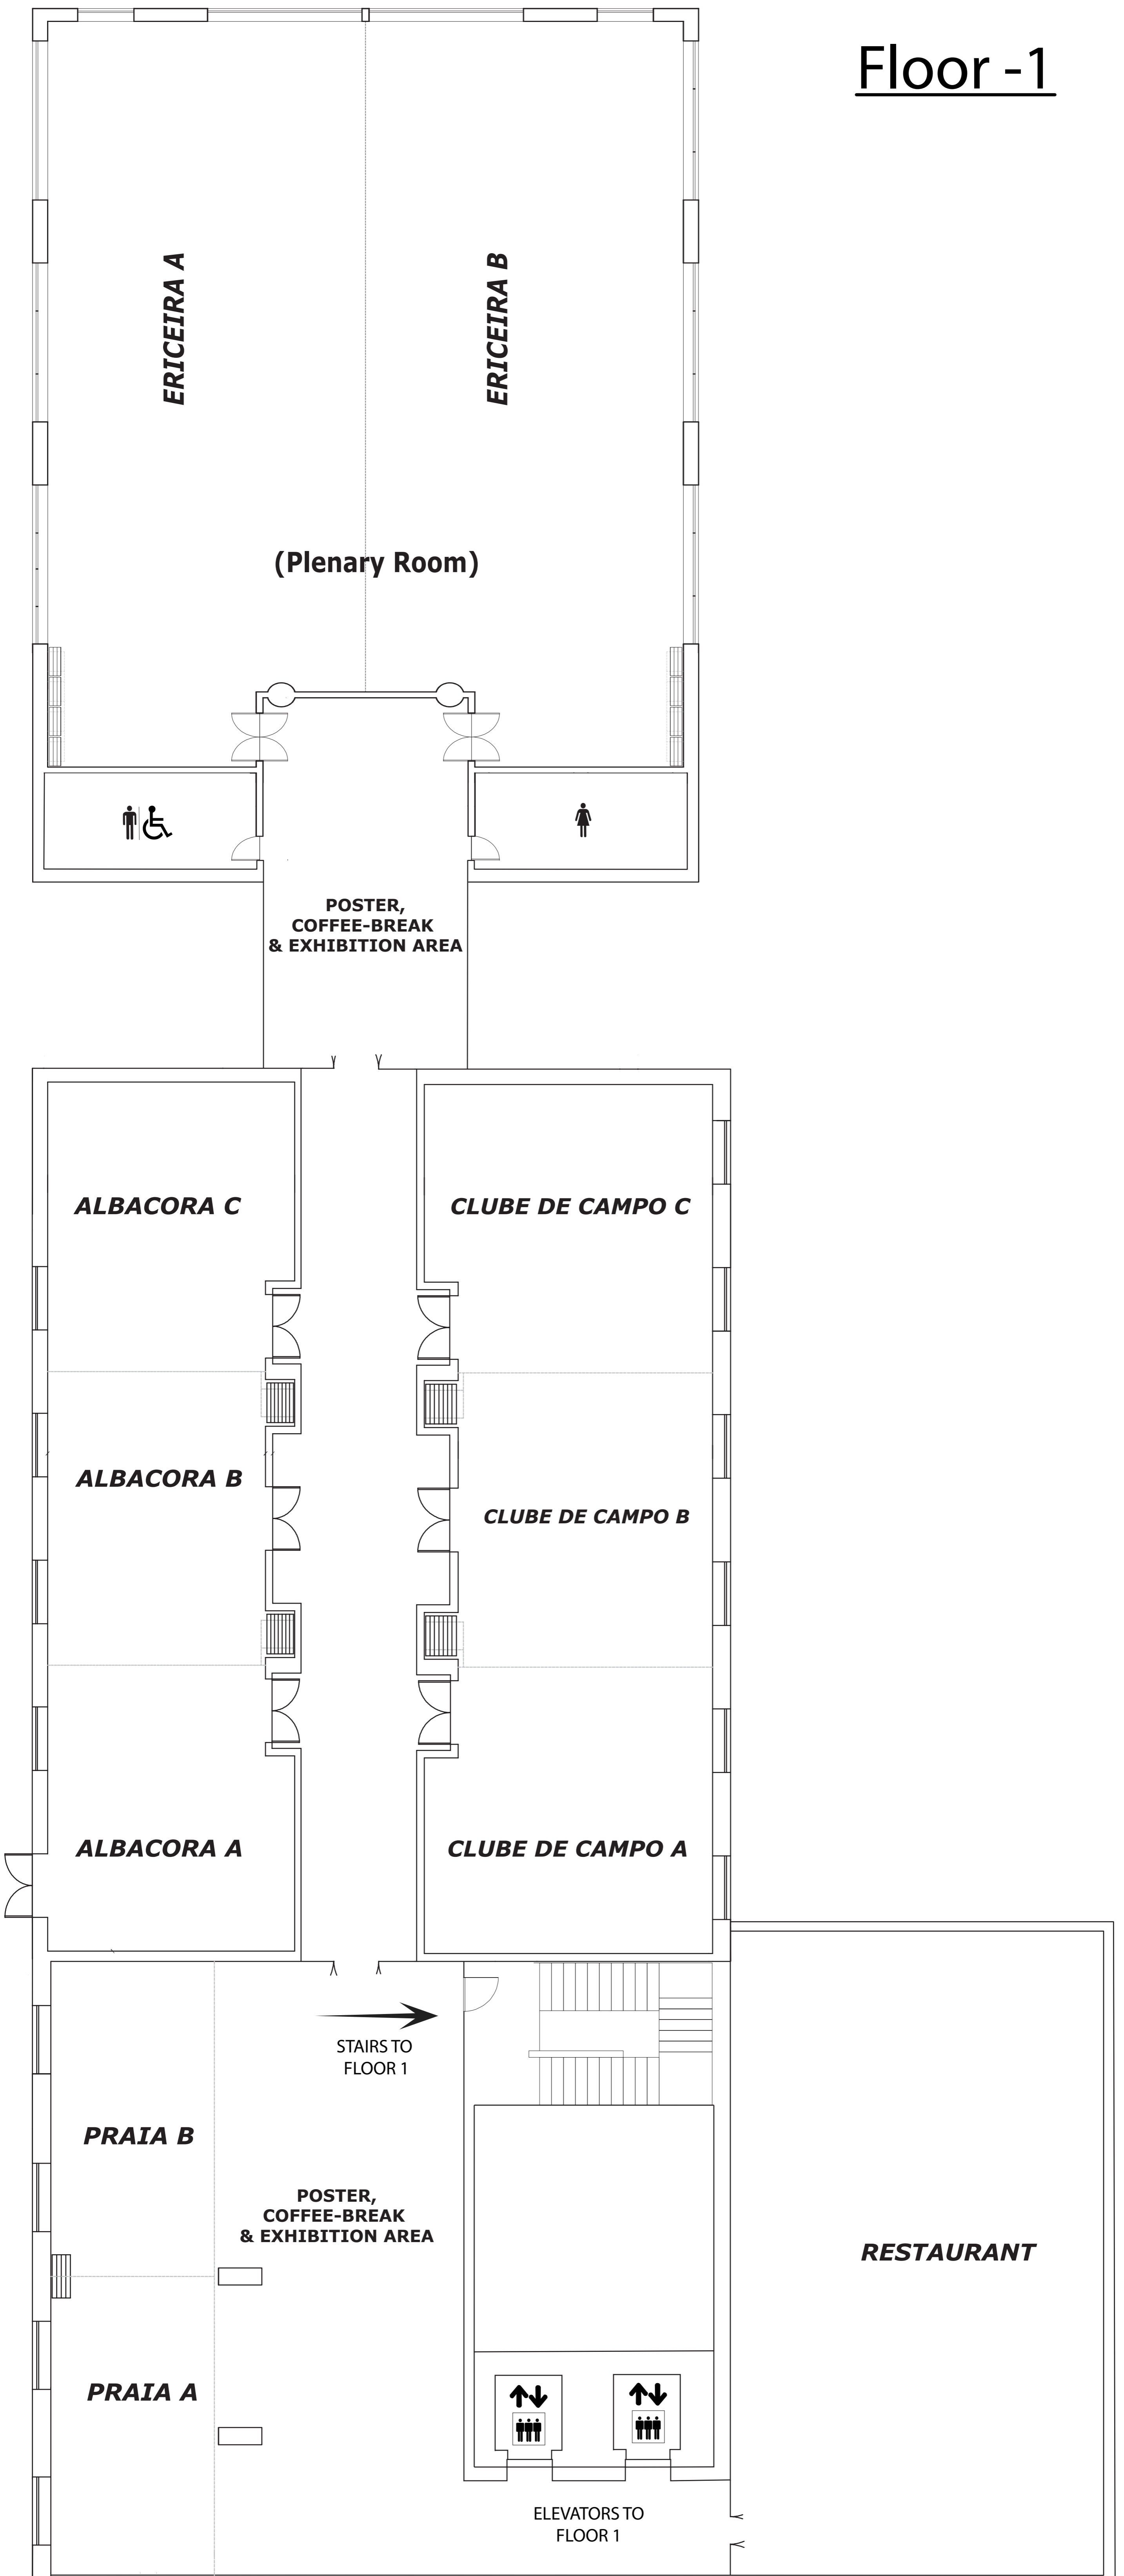 Floor -1
ERICEIRA A
ERICEIRA B
(Plenary Room)
POSTER,
COFFEE-BREAK
& EXHIBITION AREA
ALBACORA C
CLUBE DE CAMPO C
ALBACORA B
CLUBE DE CAMPO B
ALBACORA A
CLUBE DE CAMPO A
STAIRS TO
FLOOR 1
PRAIA B
POSTER,
COFFEE-BREAK
& EXHIBITION AREA
RESTAURANT
PRAIA A
ELEVATORS TO
FLOOR 1